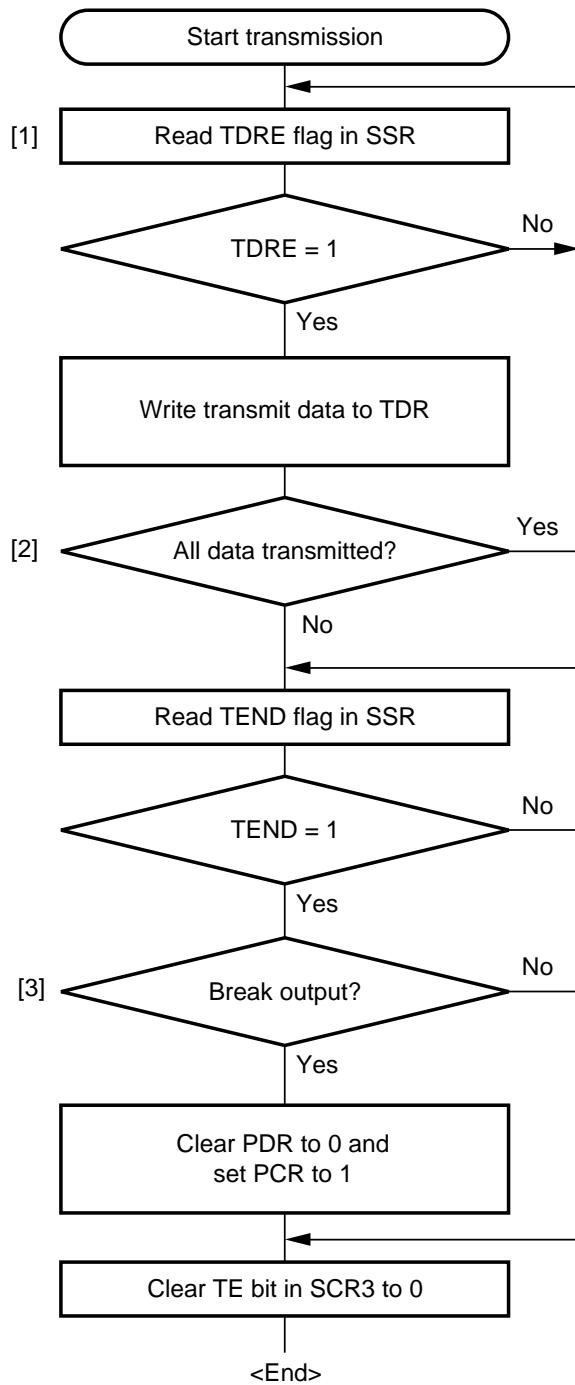 Start transmission
[1]
Read TDRE flag in SSR
No
TDRE = 1
Yes
Write transmit data to TDR
Yes
[2]
All data transmitted?
No
Read TEND flag in SSR
No
TEND = 1
Yes
No
[3]
Break output?
Yes
Clear PDR to 0 and
set PCR to 1
Clear TE bit in SCR3 to 0
<End>